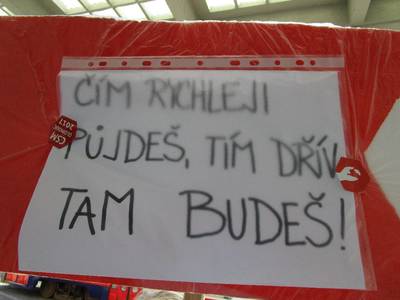 ČÍM RYCHLEJI
PŮJDEŠ, TÍM DŘÍV
TAM BUDEŠ!